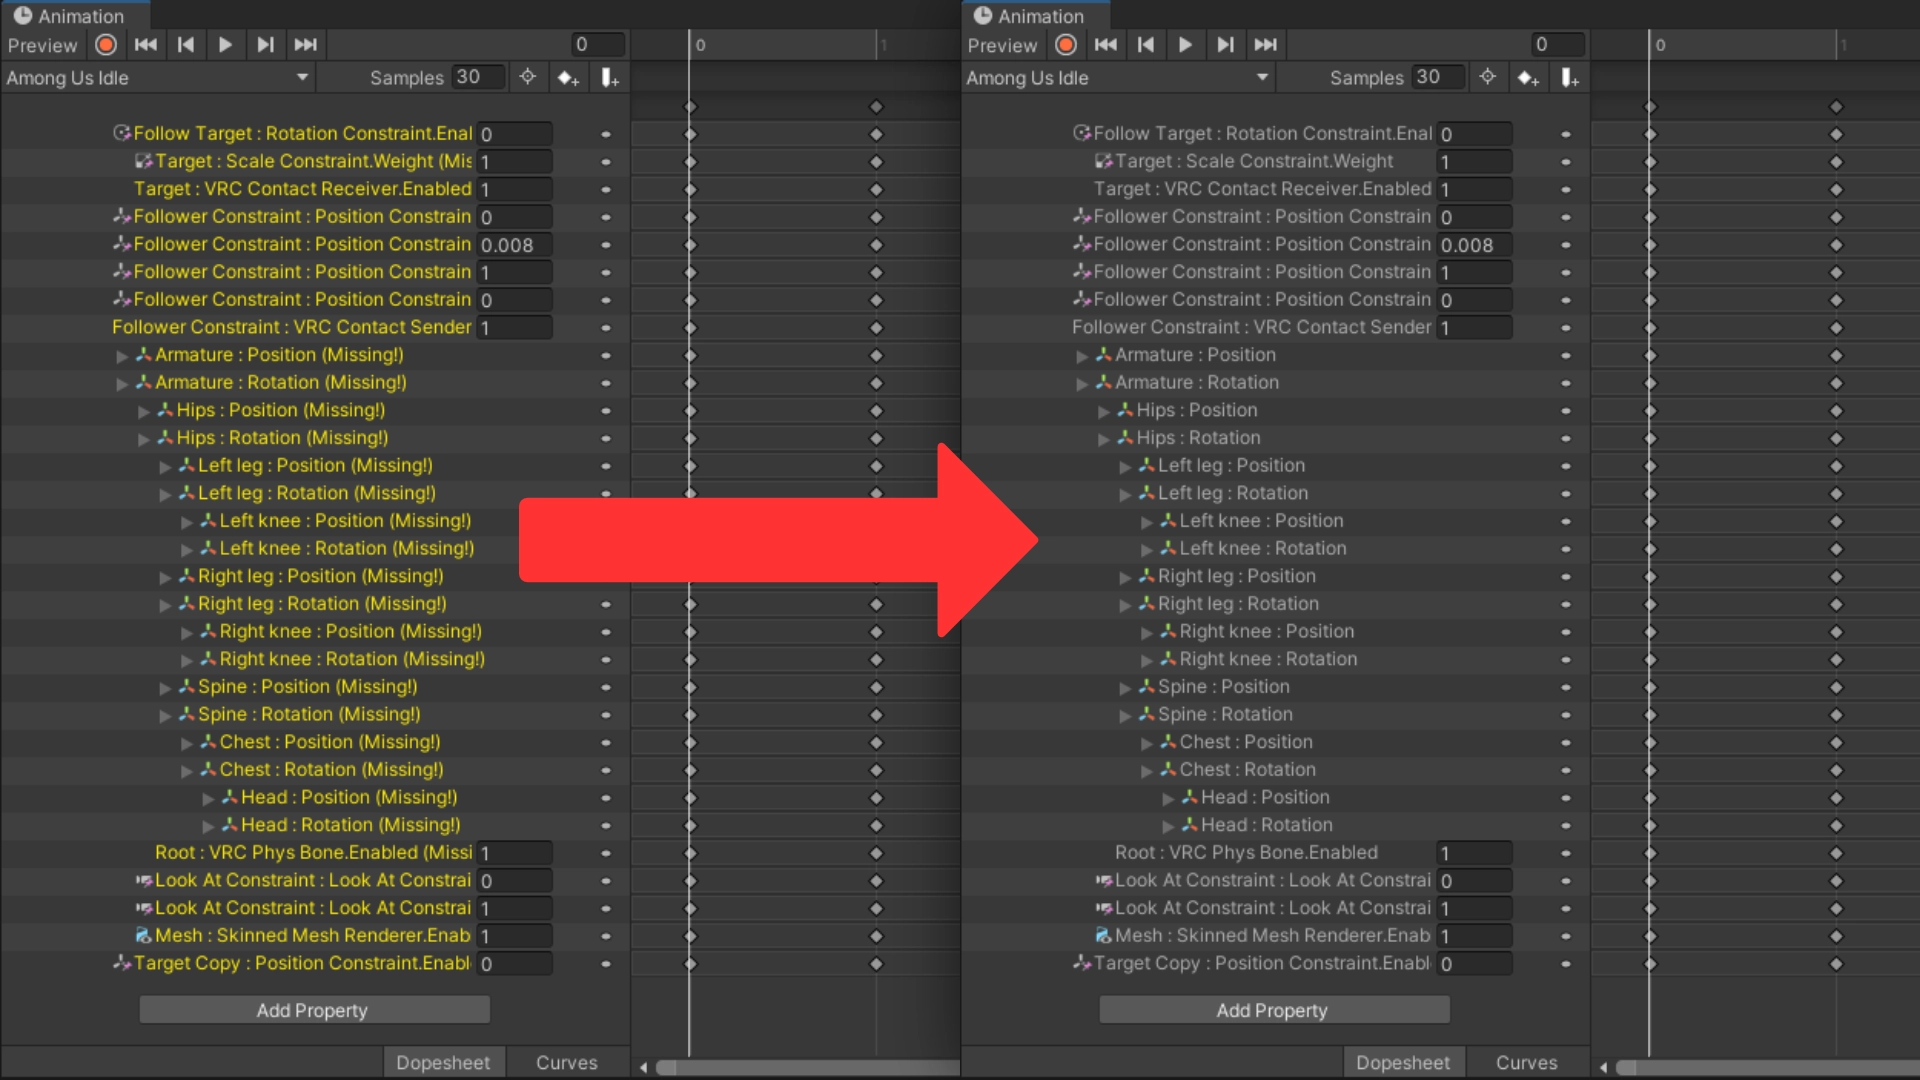 Animation
Preview 0 0 1
Among Us Idle Samples 30
Follow Target : Rotation Constraint.Enal 0
Target : Scale Constraint.Weight (Mis 1
Target : VRC Contact Receiver.Enabled 1
Follower Constraint : Position Constrain 0
Follower Constraint : Position Constrain 0.008
Follower Constraint : Position Constrain 1
Follower Constraint : Position Constrain 0
Follower Constraint : VRC Contact Sender 1
Armature : Position (Missing!)
Armature : Rotation (Missing!)
Hips : Position (Missing!)
Hips : Rotation (Missing!)
Left leg : Position (Missing!)
Left leg : Rotation (Missing!)
Left knee : Position (Missing!)
Left knee : Rotation (Missing!)
Right leg : Position (Missing!)
Right leg : Rotation (Missing!)
Right knee : Position (Missing!)
Right knee : Rotation (Missing!)
Spine : Position (Missing!)
Spine : Rotation (Missing!)
Chest : Position (Missing!)
Chest : Rotation (Missing!)
Head : Position (Missing!)
Head : Rotation (Missing!)
Root : VRC Phys Bone.Enabled (Missi 1
Look At Constraint : Look At Constrai 0
Look At Constraint : Look At Constrai 1
Mesh : Skinned Mesh Renderer.Enab 1
Target Copy : Position Constraint.Enabl 0
Add Property
Dopesheet Curves
Animation
Preview 0 0 1
Among Us Idle Samples 30
Follow Target : Rotation Constraint.Enal 0
Target : Scale Constraint.Weight 1
Target : VRC Contact Receiver.Enabled 1
Follower Constraint : Position Constrain 0
Follower Constraint : Position Constrain 0.008
Follower Constraint : Position Constrain 1
Follower Constraint : Position Constrain 0
Follower Constraint : VRC Contact Sender 1
Armature : Position
Armature : Rotation
Hips : Position
Hips : Rotation
Left leg : Position
Left leg : Rotation
Left knee : Position
Left knee : Rotation
Right leg : Position
Right leg : Rotation
Right knee : Position
Right knee : Rotation
Spine : Position
Spine : Rotation
Chest : Position
Chest : Rotation
Head : Position
Head : Rotation
Root : VRC Phys Bone.Enabled 1
Look At Constraint : Look At Constrai 0
Look At Constraint : Look At Constrai 1
Mesh : Skinned Mesh Renderer.Enab 1
Target Copy : Position Constraint.Enabl 0
Add Property
Dopesheet Curves